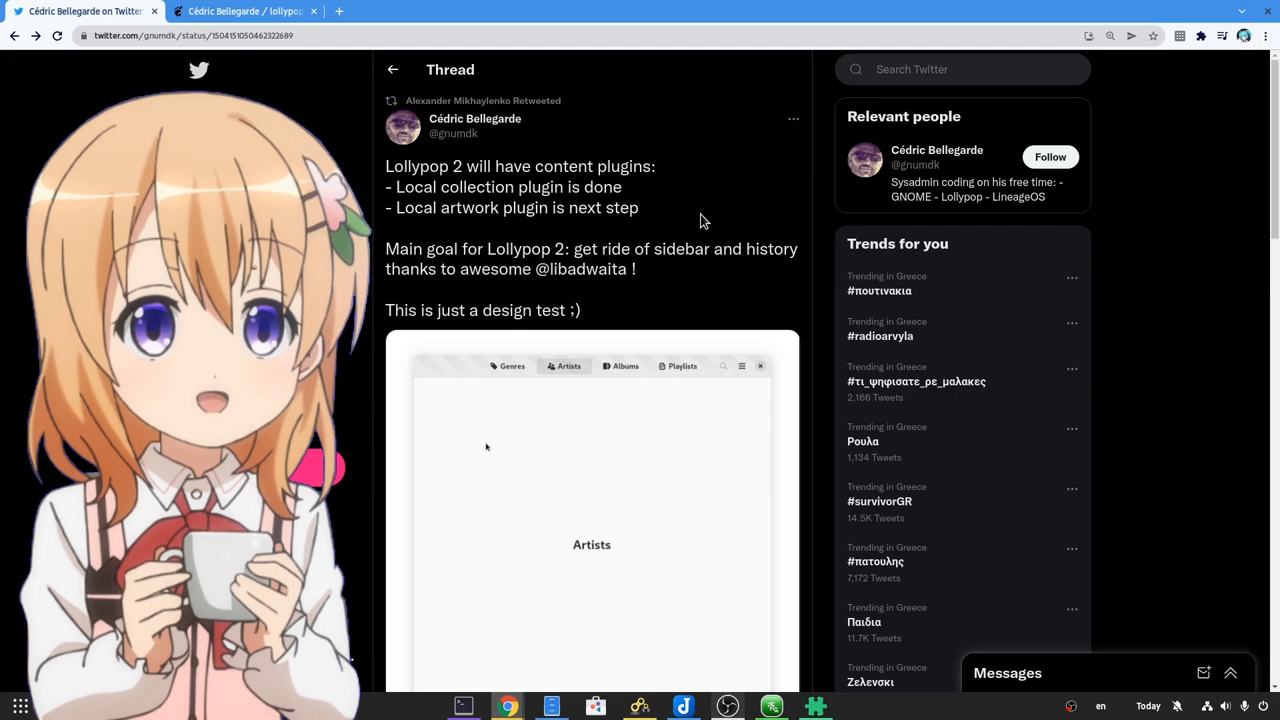 Cédric Bellegarde on Twitter:
Cédric Bellegarde / lollypop
twitter.com/gnumdk/status/1504151050462322689
Thread
Search Twitter
Alexander Mikhaylenko Retweeted
Cédric Bellegarde
@gnumdk
Lollypop 2 will have content plugins:
- Local collection plugin is done
- Local artwork plugin is next step
Main goal for Lollypop 2: get ride of sidebar and history
thanks to awesome @libadwaita !
This is just a design test ;)
Genres
Artists
Albums
Playlists
Artists
Relevant people
Cédric Bellegarde
@gnumdk
Follow
Sysadmin coding on his free time: -
GNOME - Lollypop - LineageOS
Trends for you
Trending in Greece
#πουτινακια
Trending in Greece
#radioarvyla
Trending in Greece
#τι_ψηφισατε_ρε_μαλακες
2,166 Tweets
Trending in Greece
Ρουλα
1,134 Tweets
Trending in Greece
#survivorGR
14.5K Tweets
Trending in Greece
#πατουλης
7,172 Tweets
Trending in Greece
Παιδια
11.7K Tweets
Trending in Greece
Ζελενσκι
Messages
en
Today